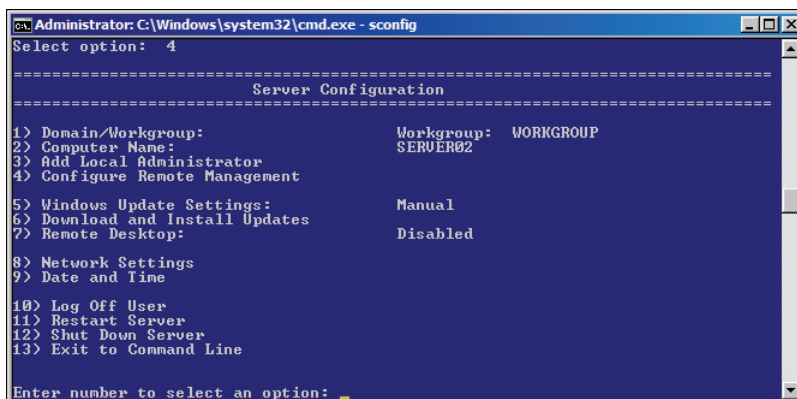 Administrator: C:\Windows\system32\cmd.exe - sconfig
Select option:  4
===============================================================================
                         Server Configuration
===============================================================================
1) Domain/Workgroup:                    Workgroup:  WORKGROUP
2) Computer Name:                       SERVER02
3) Add Local Administrator
4) Configure Remote Management
5) Windows Update Settings:             Manual
6) Download and Install Updates
7) Remote Desktop:                      Disabled
8) Network Settings
9) Date and Time
10) Log Off User
11) Restart Server
12) Shut Down Server
13) Exit to Command Line
Enter number to select an option: _